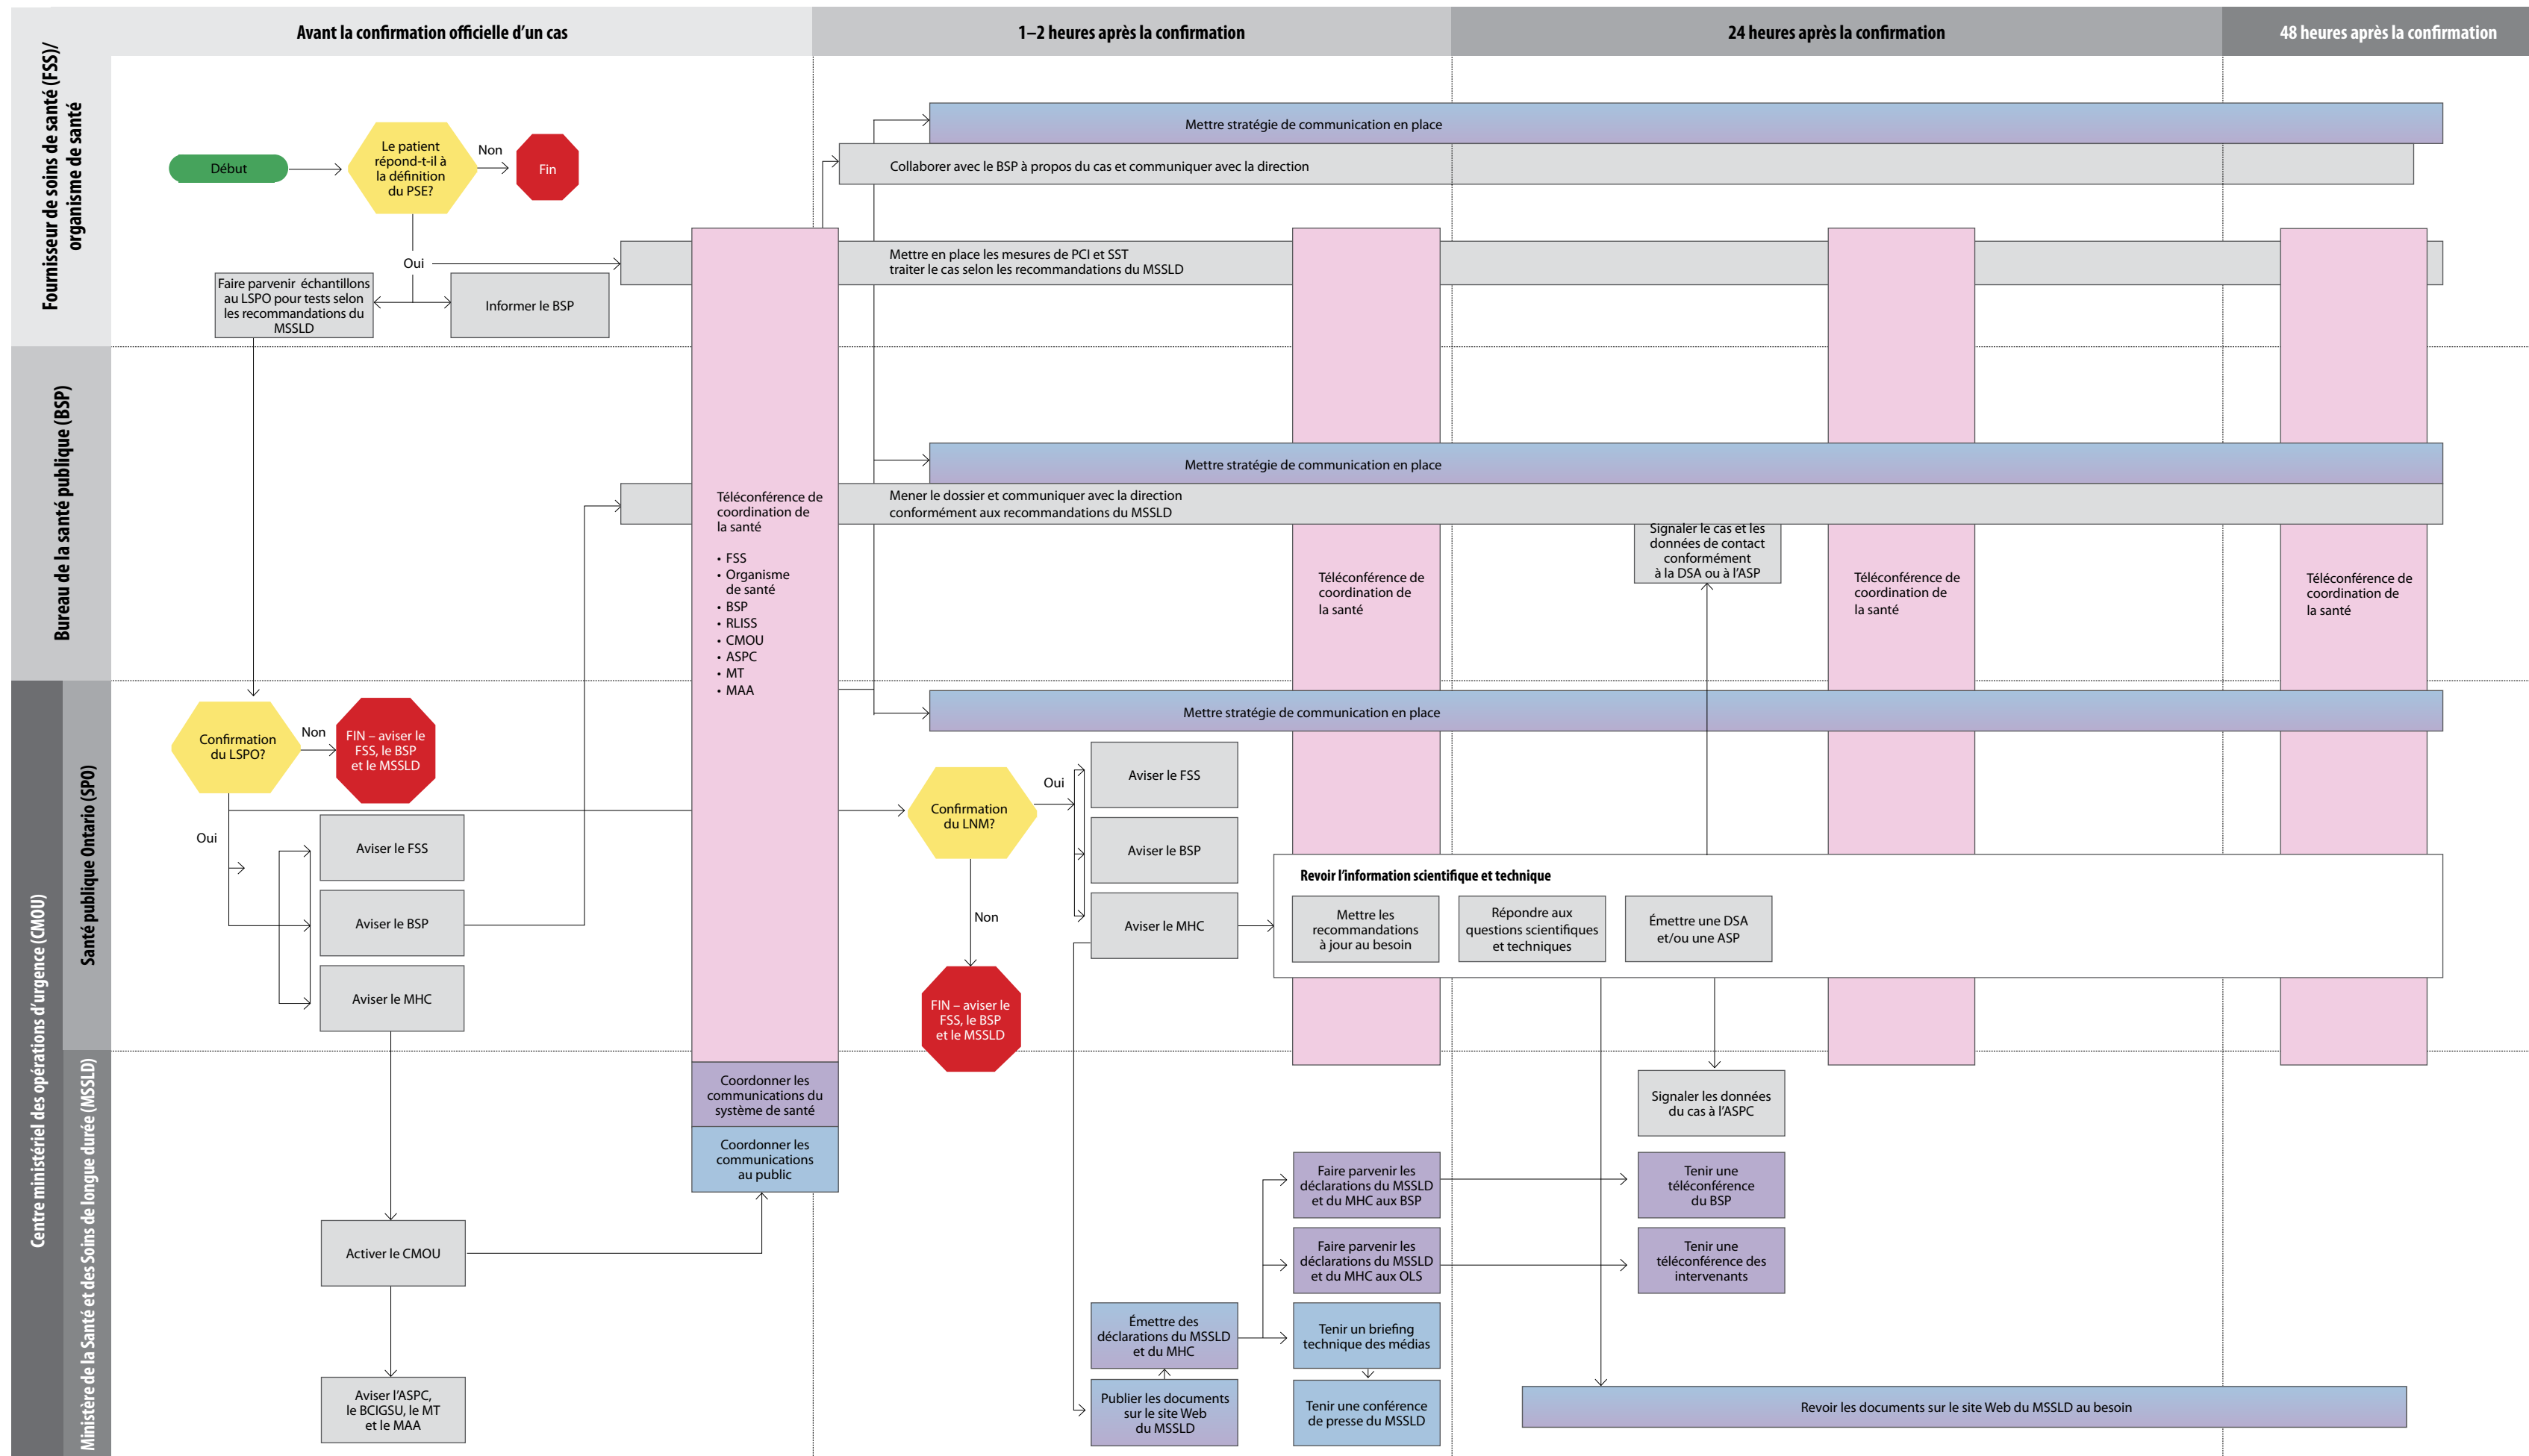 Avant la confirmation officielle d'un cas
1–2 heures après la confirmation
24 heures après la confirmation
48 heures après la confirmation
Fournisseur de soins de santé (FSS)/
organisme de santé
Début
Le patient
répond-t-il à
la définition
du PSE?
Non
Fin
Oui
Faire parvenir échantillons
au LSPO pour tests selon
les recommandations du
MSSLD
Informer le BSP
Mettre stratégie de communication en place
Collaborer avec le BSP à propos du cas et communiquer avec la direction
Mettre en place les mesures de PCI et SST
traiter le cas selon les recommandations du MSSLD
Bureau de la santé publique (BSP)
Mettre stratégie de communication en place
Mener le dossier et communiquer avec la direction
conformément aux recommandations du MSSLD
Téléconférence de
coordination de
la santé
• FSS
• Organisme
de santé
• BSP
• RLISS
• CMOU
• ASPC
• MT
• MAA
Téléconférence de
coordination de
la santé
Signaler le cas et les
données de contact
conformément
à la DSA ou à l'ASP
Téléconférence de
coordination de
la santé
Téléconférence de
coordination de
la santé
Centre ministériel des opérations d'urgence (CMOU)
Santé publique Ontario (SPO)
Mettre stratégie de communication en place
Confirmation
du LSPO?
Non
FIN – aviser le
FSS, le BSP
et le MSSLD
Oui
Aviser le FSS
Aviser le BSP
Aviser le MHC
Confirmation
du LNM?
Oui
Non
FIN – aviser le
FSS, le BSP
et le MSSLD
Aviser le FSS
Aviser le BSP
Aviser le MHC
Revoir l'information scientifique et technique
Mettre les
recommandations
à jour au besoin
Répondre aux
questions scientifiques
et techniques
Émettre une DSA
et/ou une ASP
Ministère de la Santé et des Soins de longue durée (MSSLD)
Coordonner les
communications du
système de santé
Coordonner les
communications
au public
Activer le CMOU
Aviser l'ASPC,
le BCIGSU, le MT
et le MAA
Signaler les données
du cas à l'ASPC
Faire parvenir les
déclarations du MSSLD
et du MHC aux BSP
Tenir une
téléconférence
du BSP
Faire parvenir les
déclarations du MSSLD
et du MHC aux OLS
Tenir une
téléconférence des
intervenants
Émettre des
déclarations du MSSLD
et du MHC
Tenir un briefing
technique des médias
Publier les documents
sur le site Web
du MSSLD
Tenir une conférence
de presse du MSSLD
Revoir les documents sur le site Web du MSSLD au besoin